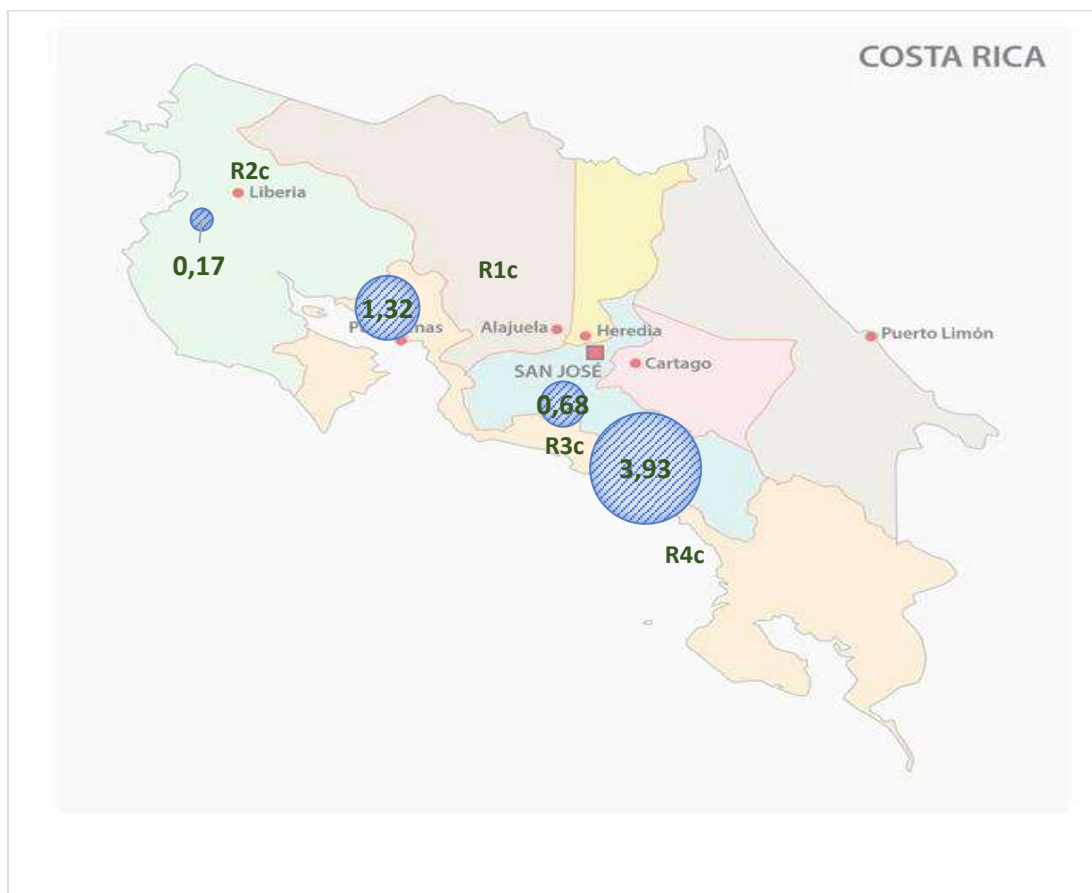 COSTA RICA
R2c
Liberia
0,17
R1c
1,32
Alajuela
Heredia
Puerto Limón
SAN JOSÉ
Cartago
0,68
R3c
3,93
R4c